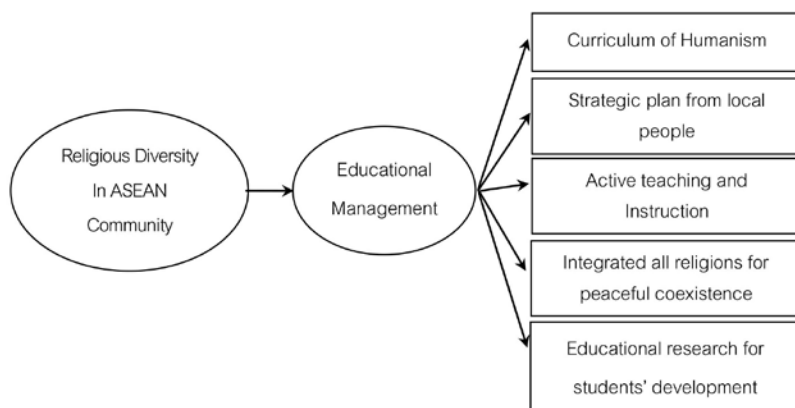 Religious Diversity
In ASEAN
Community
Educational
Management
Curriculum of Humanism
Strategic plan from local
people
Active teaching and
Instruction
Integrated all religions for
peaceful coexistence
Educational research for
students' development